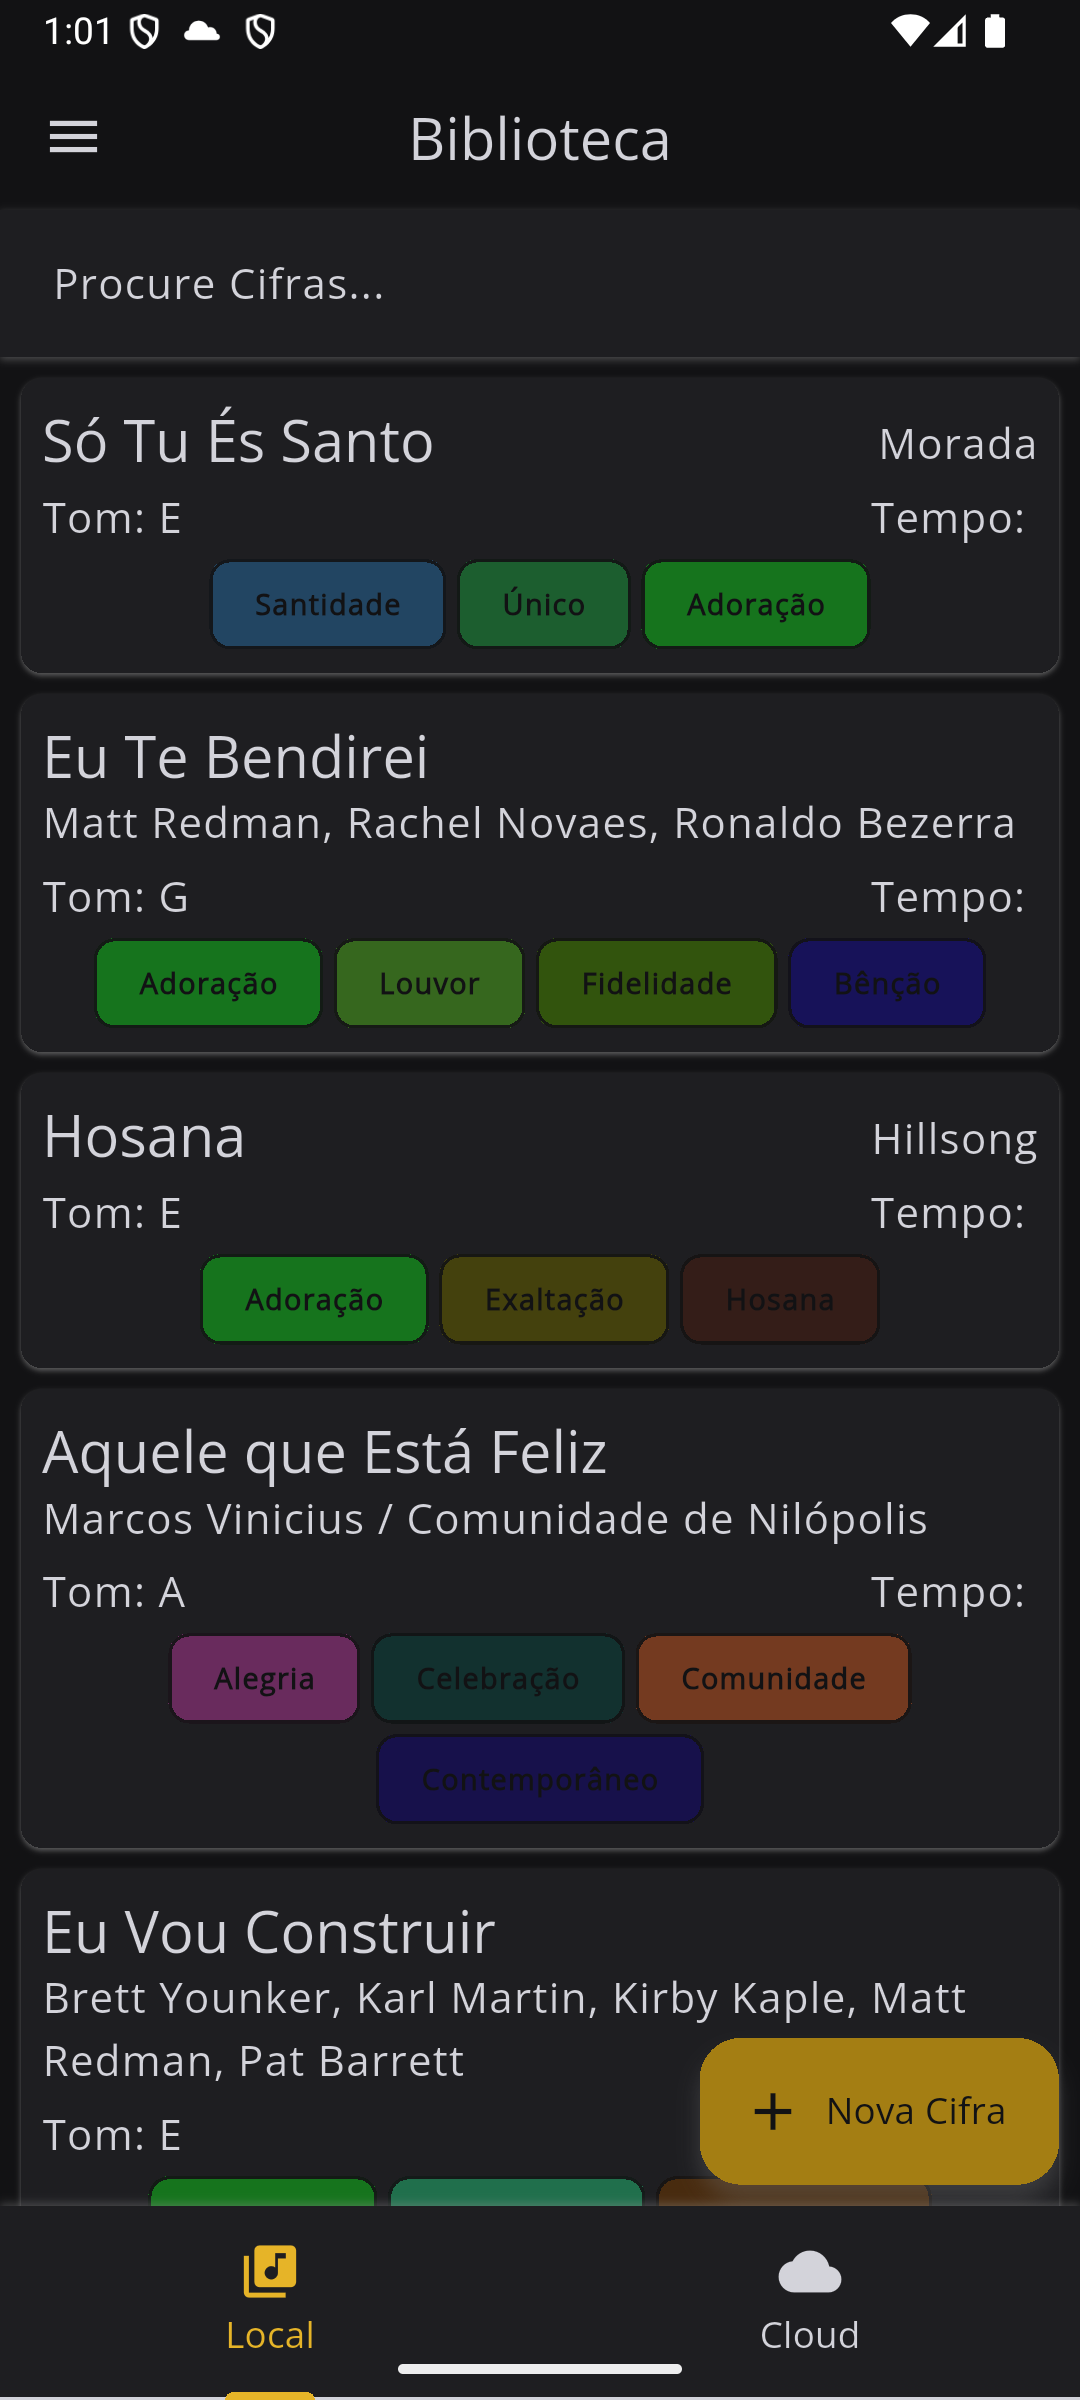 1:01
Biblioteca
Procure Cifras...
Só Tu És Santo
Morada
Tom: E
Tempo:
Santidade
Único
Adoração
Eu Te Bendirei
Matt Redman, Rachel Novaes, Ronaldo Bezerra
Tom: G
Tempo:
Adoração
Louvor
Fidelidade
Bênção
Hosana
Hillsong
Tom: E
Tempo:
Adoração
Exaltação
Hosana
Aquele que Está Feliz
Marcos Vinicius / Comunidade de Nilópolis
Tom: A
Tempo:
Alegria
Celebração
Comunidade
Contemporâneo
Eu Vou Construir
Brett Younker, Karl Martin, Kirby Kaple, Matt
Redman, Pat Barrett
Tom: E
Nova Cifra
Local
Cloud